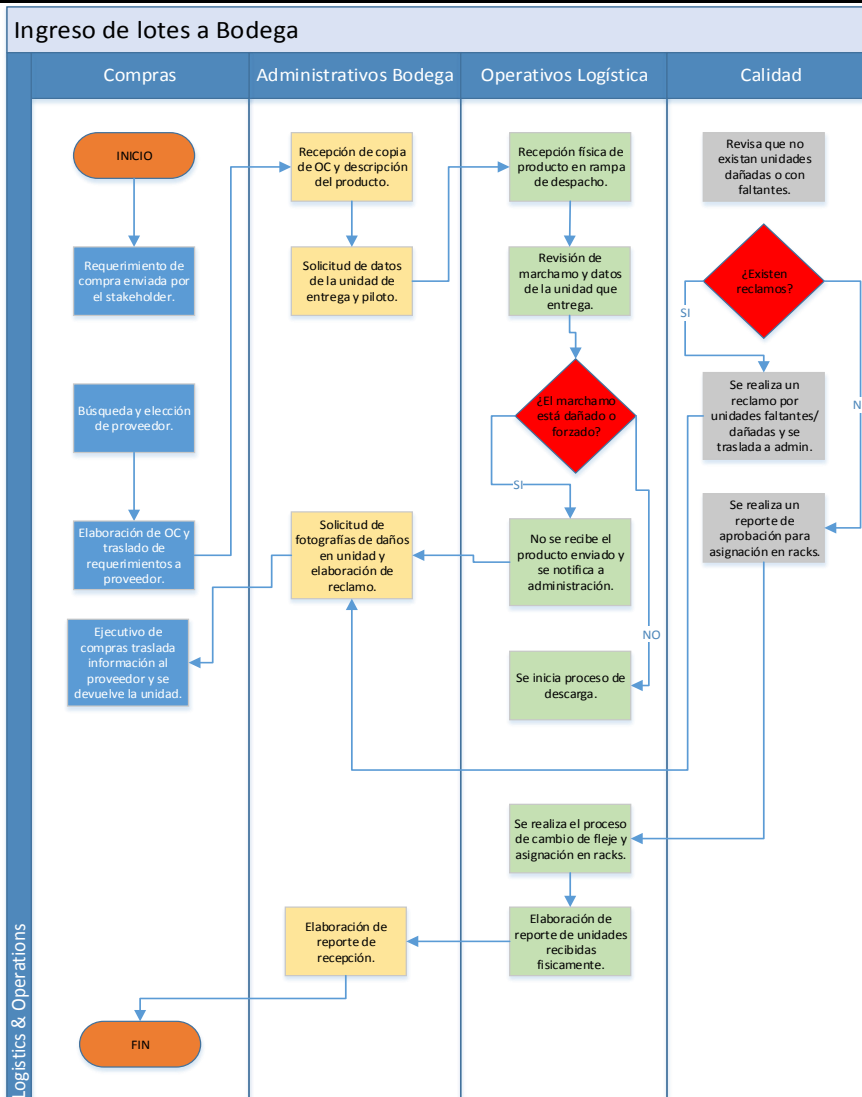 Ingreso de lotes a Bodega
Compras
Administrativos Bodega
Operativos Logística
Calidad
Logistics & Operations
INICIO
Requerimiento de
compra enviada por
el stakeholder.
Búsqueda y elección
de proveedor.
Elaboración de OC y
traslado de
requerimientos a
proveedor.
Ejecutivo de
compras traslada
información al
proveedor y se
devuelve la unidad.
FIN
Recepción de copia
de OC y descripción
del producto.
Solicitud de datos
de la unidad de
entrega y piloto.
Solicitud de
fotografías de daños
en unidad y
elaboración de
reclamo.
Elaboración de
reporte de
recepción.
Recepción física de
producto en rampa
de despacho.
Revisión de
marchamo y datos
de la unidad que
entrega.
¿El marchamo
está dañado o
forzado?
SI
NO
No se recibe el
producto enviado y
se notifica a
administración.
Se inicia proceso de
descarga.
Se realiza el proceso
de cambio de fleje y
asignación en racks.
Elaboración de
reporte de unidades
recibidas
fisicamente.
Revisa que no
existan unidades
dañadas o con
faltantes.
¿Existen
reclamos?
SI
N
Se realiza un
reclamo por
unidades faltantes/
dañadas y se
traslada a admin.
Se realiza un
reporte de
aprobación para
asignación en racks.